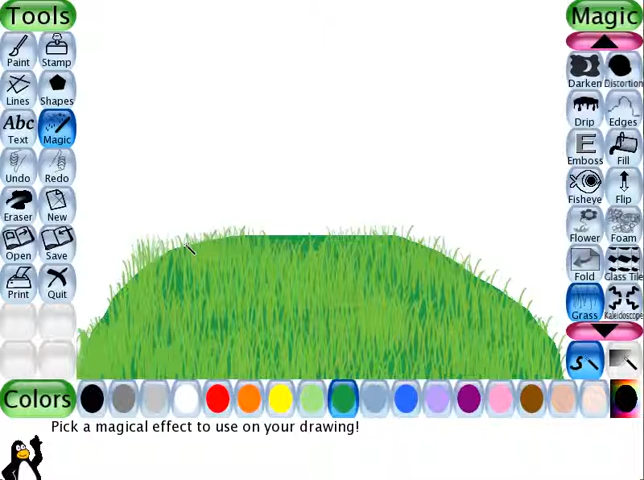 Tools
Magic
Paint
Stamp
Darken
Distortion
Lines
Shapes
Drip
Edges
Abc
Text
Magic
Emboss
Fill
Undo
Redo
Fisheye
Flip
Eraser
New
Flower
Foam
Open
Save
Fold
Glass Tile
Print
Quit
Grass
Kaleidoscope
Colors
Pick a magical effect to use on your drawing!